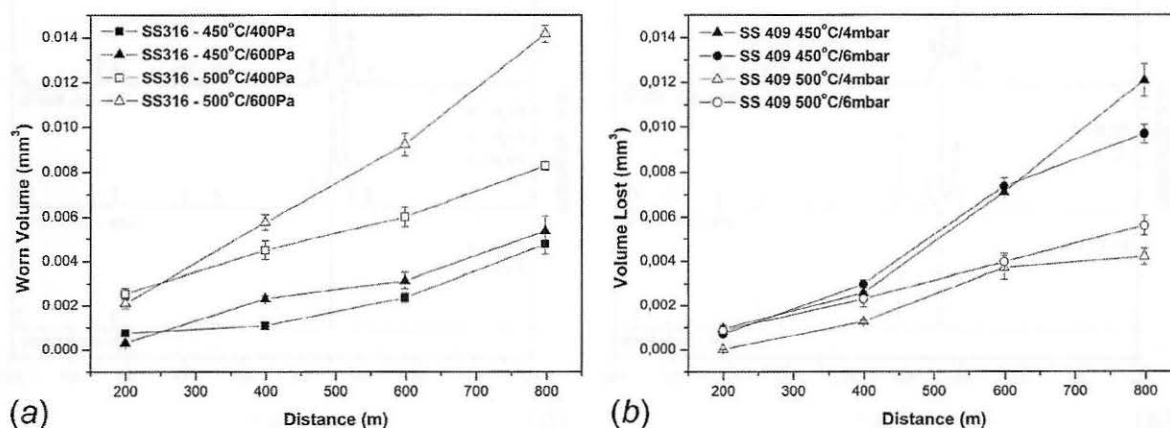 SS316 - 450°C/400Pa
SS316 - 450°C/600Pa
SS316 - 500°C/400Pa
SS316 - 500°C/600Pa
0.014
0.012
0.010
0.008
0.006
0.004
0.002
0.000
Worn Volume (mm³)
200 300 400 500 600 700 800
Distance (m)
(a)
SS 409 450°C/4mbar
SS 409 450°C/6mbar
SS 409 500°C/4mbar
SS 409 500°C/6mbar
0,014
0,012
0,010
0,008
0,006
0,004
0,002
0,000
Volume Lost (mm³)
200 300 400 500 600 700 800
Distance (m)
(b)